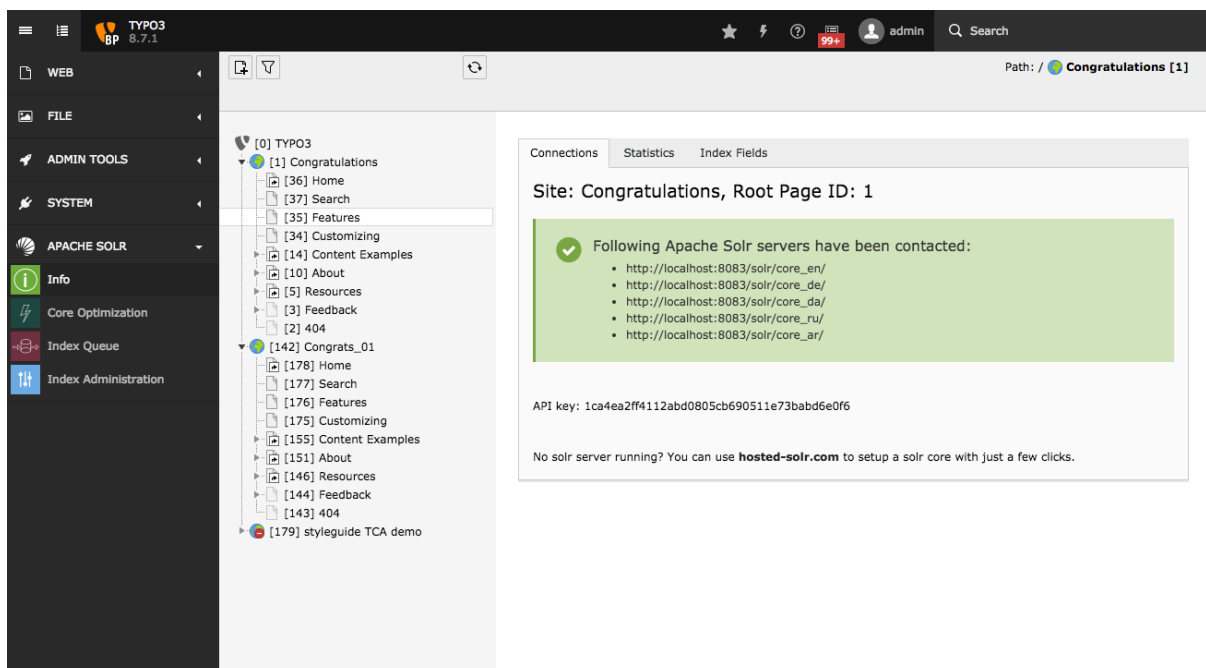 TYPO3
8.7.1
BP
99+
admin
Search
WEB
FILE
ADMIN TOOLS
SYSTEM
APACHE SOLR
Info
Core Optimization
Index Queue
Index Administration
Path: / Congratulations [1]
[0] TYPO3
[1] Congratulations
[36] Home
[37] Search
[35] Features
[34] Customizing
[14] Content Examples
[10] About
[5] Resources
[3] Feedback
[2] 404
[142] Congrats_01
[178] Home
[177] Search
[176] Features
[175] Customizing
[155] Content Examples
[151] About
[146] Resources
[144] Feedback
[143] 404
[179] styleguide TCA demo
Connections Statistics Index Fields
Site: Congratulations, Root Page ID: 1
Following Apache Solr servers have been contacted:
• http://localhost:8083/solr/core_en/
• http://localhost:8083/solr/core_de/
• http://localhost:8083/solr/core_da/
• http://localhost:8083/solr/core_ru/
• http://localhost:8083/solr/core_ar/
API key: 1ca4ea2ff4112abd0805cb690511e73babd6e0f6
No solr server running? You can use hosted-solr.com to setup a solr core with just a few clicks.